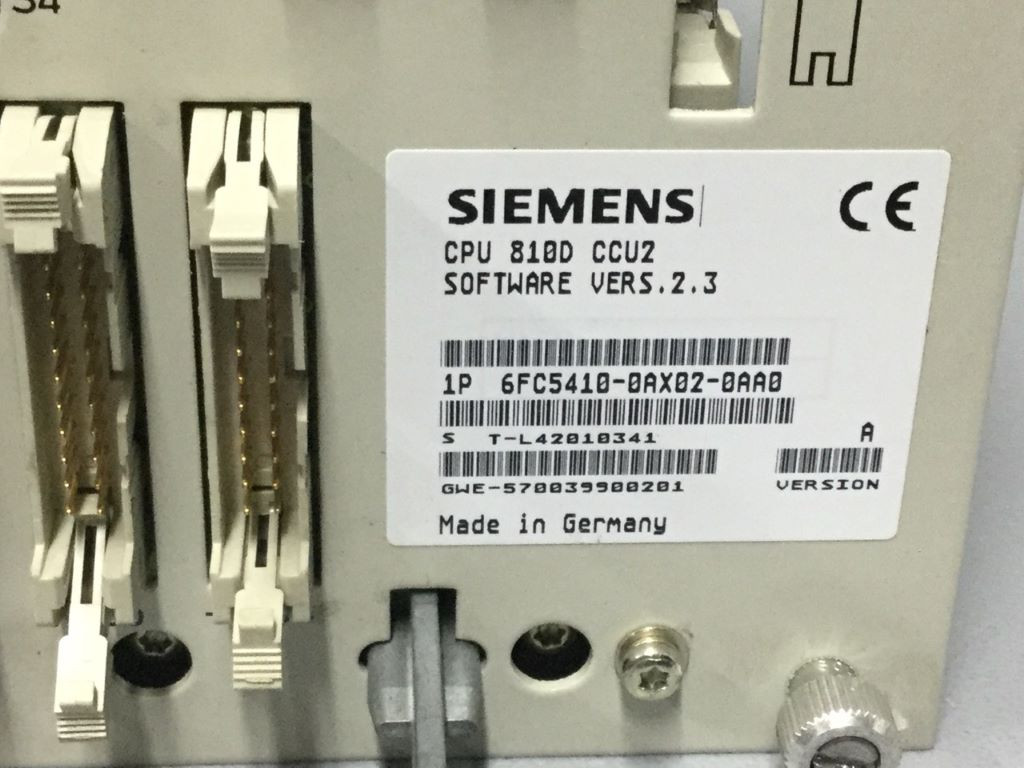 SIEMENS
CE
CPU 810D CCU2
SOFTWARE VERS.2.3
1P 6FC5410-0AX02-0AA0
S T-L42010341
A
GWE-570039900201
VERSION
Made in Germany